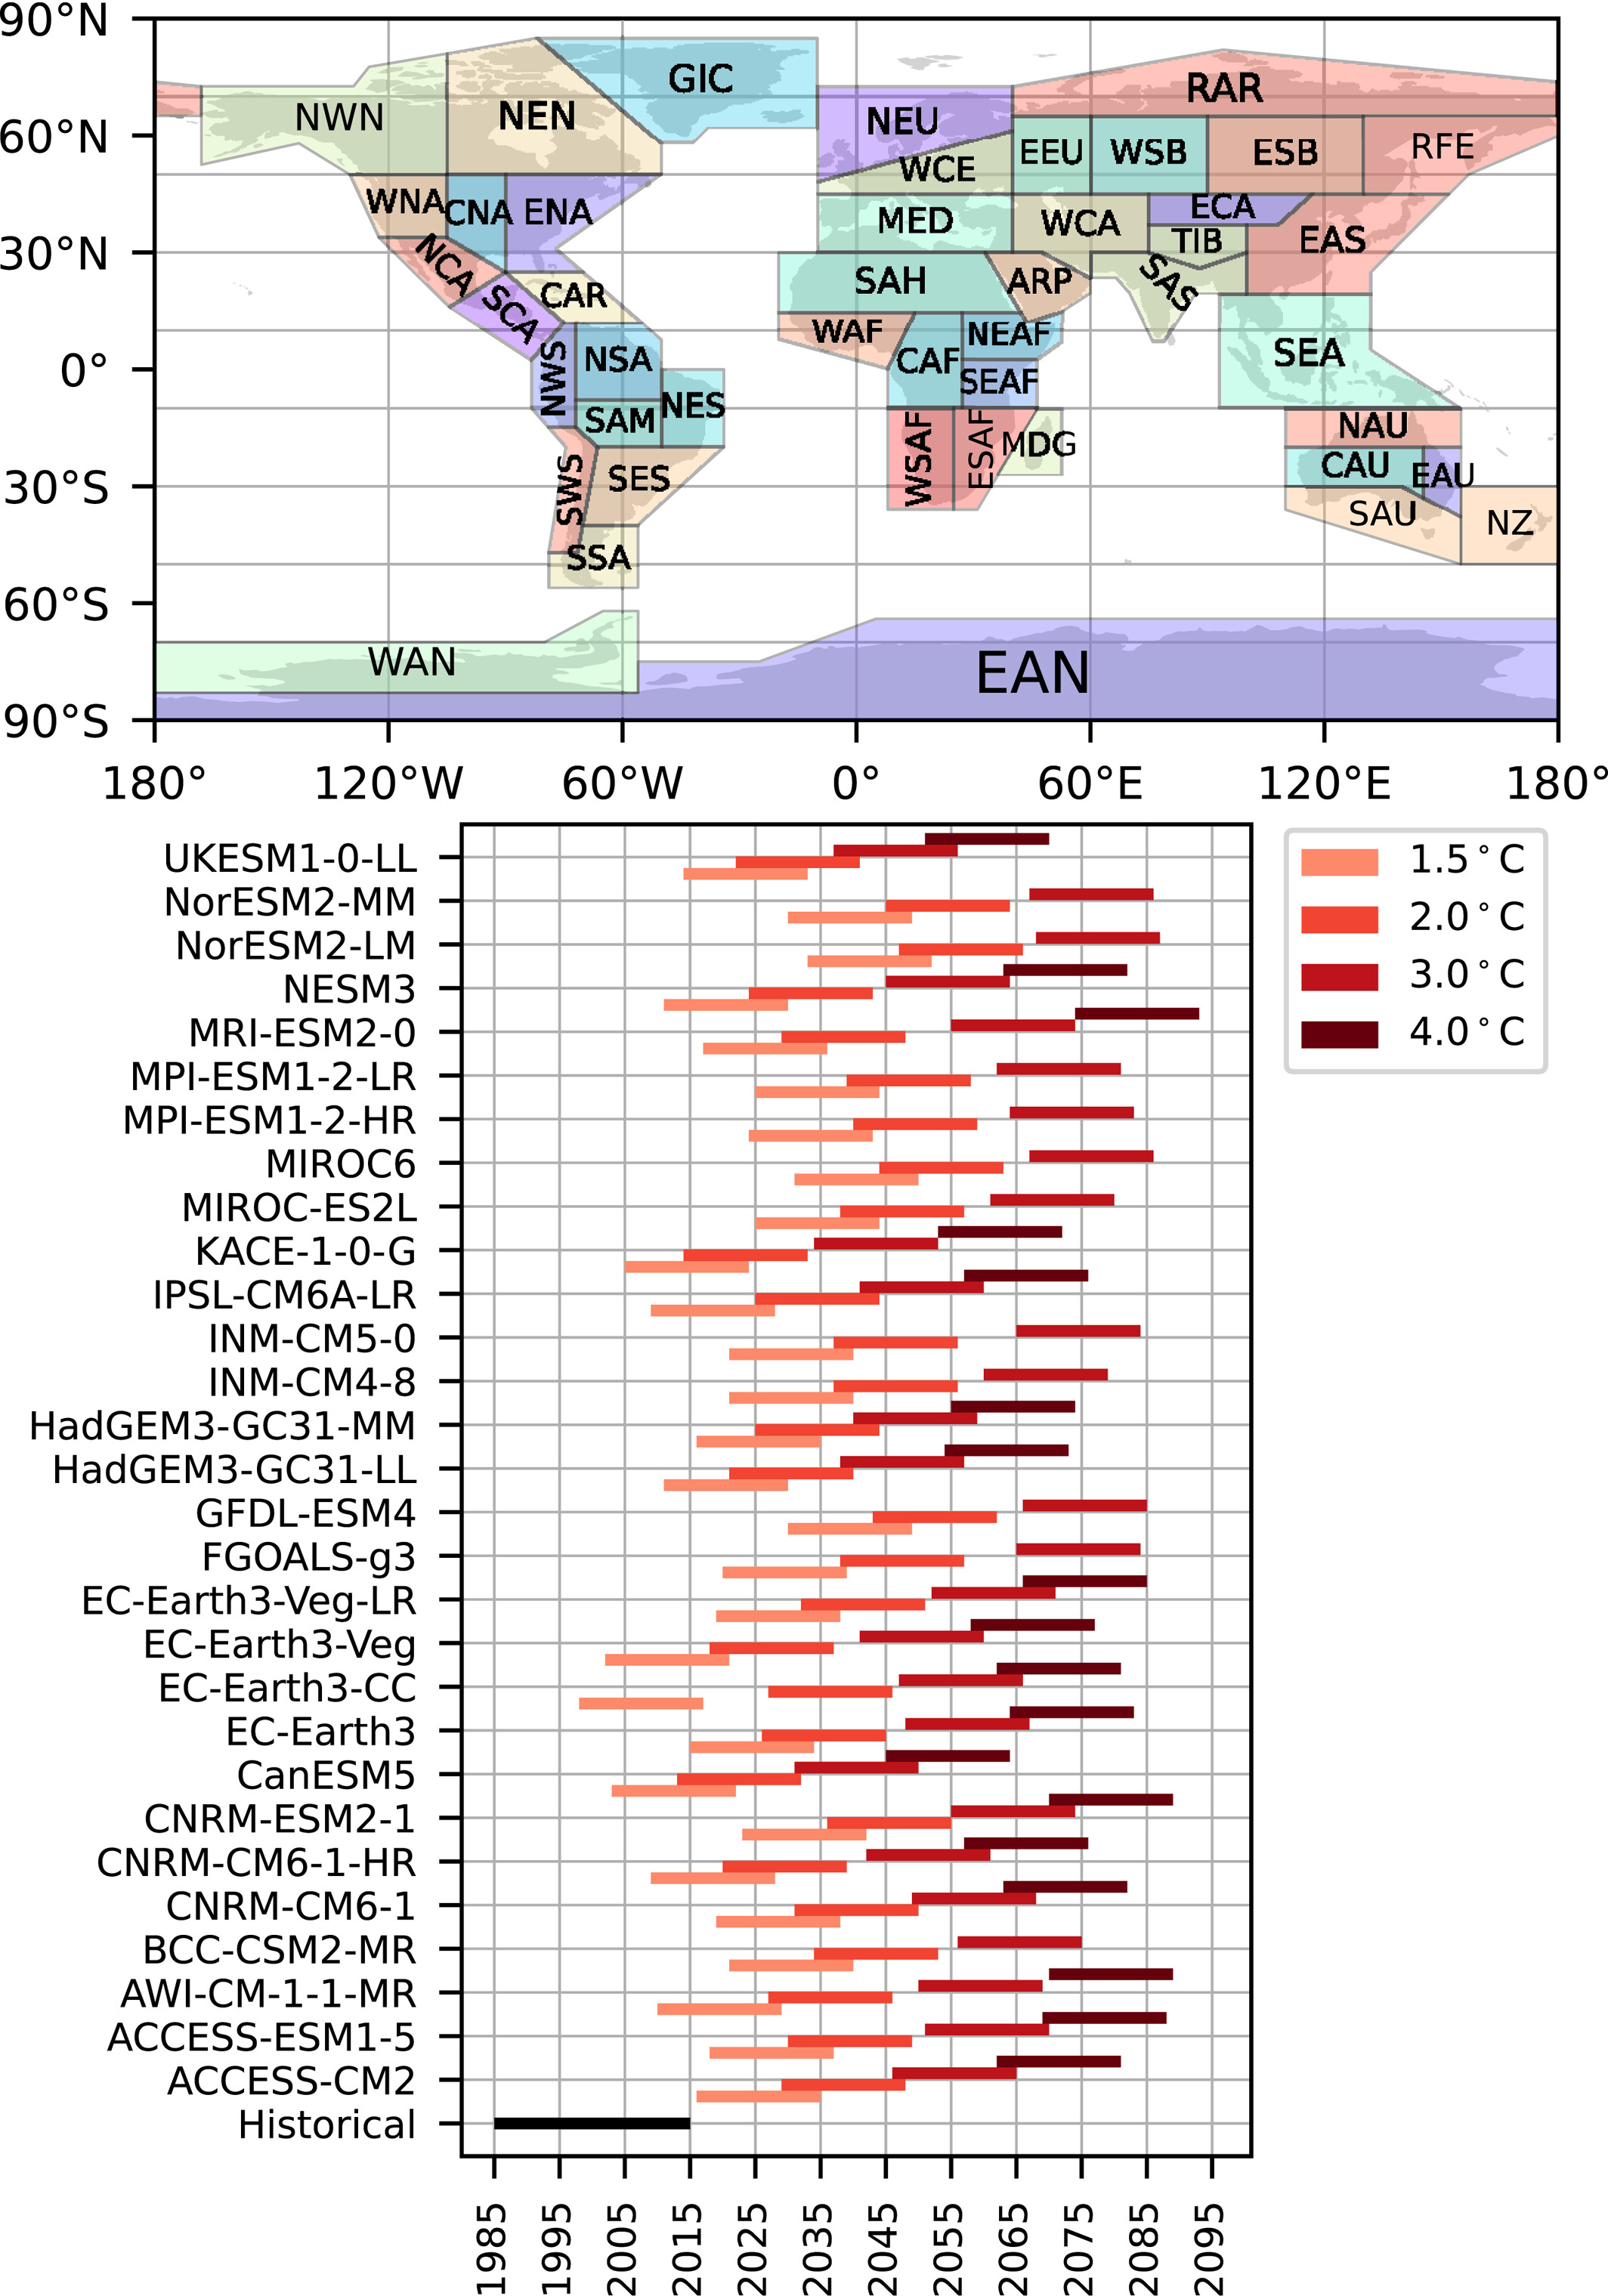 90°N
60°N
30°N
0°
30°S
60°S
90°S
GIC
RAR
NWN
NEN
NEU
RFE
WCE
EEU
WSB
ESB
WNA
CNA
ENA
MED
WCA
ECA
TIB
EAS
NCA
SCA
CAR
SAH
ARP
SAS
WAF
NEAF
CAF
SEAF
SEA
NWS
NSA
SAM
NES
WSAF
ESAF
MDG
NAU
CAU
EAU
SWS
SES
SAU
NZ
SSA
WAN
EAN
180° 120°W 60°W 0° 60°E 120°E 180°
UKESM1-0-LL
NorESM2-MM
NorESM2-LM
NESM3
MRI-ESM2-0
MPI-ESM1-2-LR
MPI-ESM1-2-HR
MIROC6
MIROC-ES2L
KACE-1-0-G
IPSL-CM6A-LR
INM-CM5-0
INM-CM4-8
HadGEM3-GC31-MM
HadGEM3-GC31-LL
GFDL-ESM4
FGOALS-g3
EC-Earth3-Veg-LR
EC-Earth3-Veg
EC-Earth3-CC
EC-Earth3
CanESM5
CNRM-ESM2-1
CNRM-CM6-1-HR
CNRM-CM6-1
BCC-CSM2-MR
AWI-CM-1-1-MR
ACCESS-ESM1-5
ACCESS-CM2
Historical
1.5°C
2.0°C
3.0°C
4.0°C
1985 1995 2005 2015 2025 2035 2045 2055 2065 2075 2085 2095